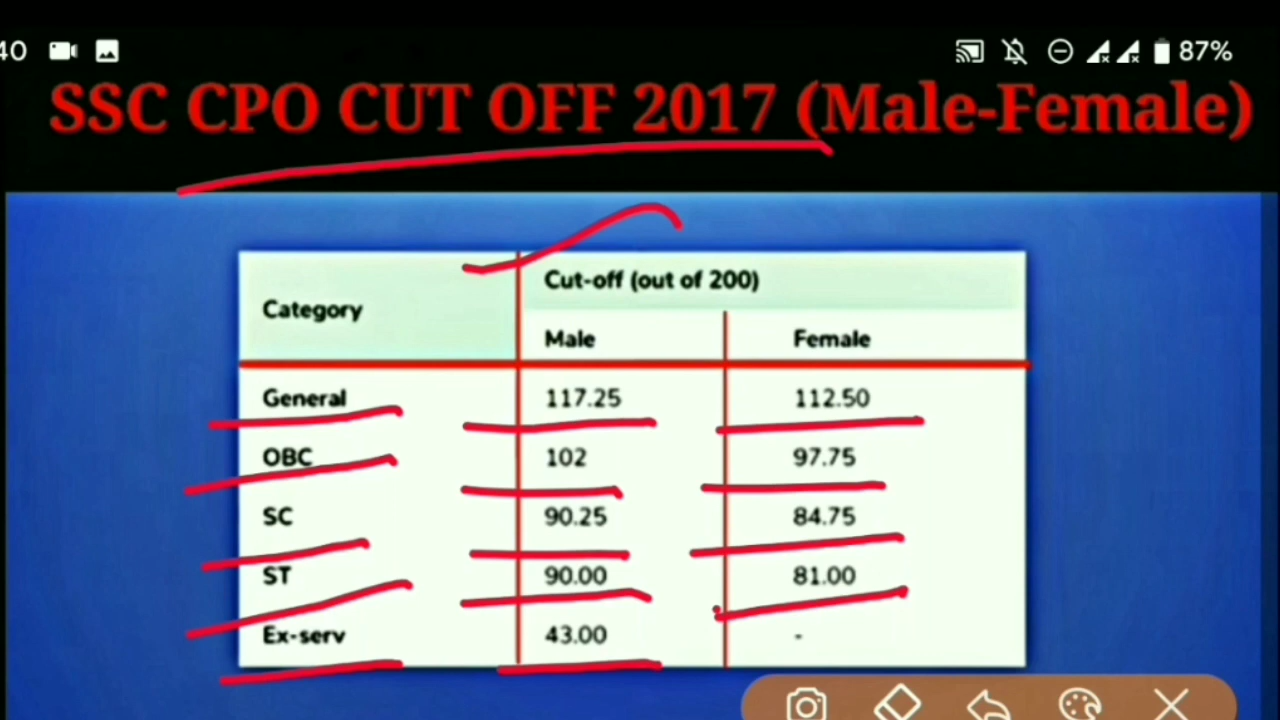 40 87%
SSC CPO CUT OFF 2017 (Male-Female)
Category Cut-off (out of 200)
Male Female
General 117.25 112.50
OBC 102 97.75
SC 90.25 84.75
ST 90.00 81.00
Ex-serv 43.00 -